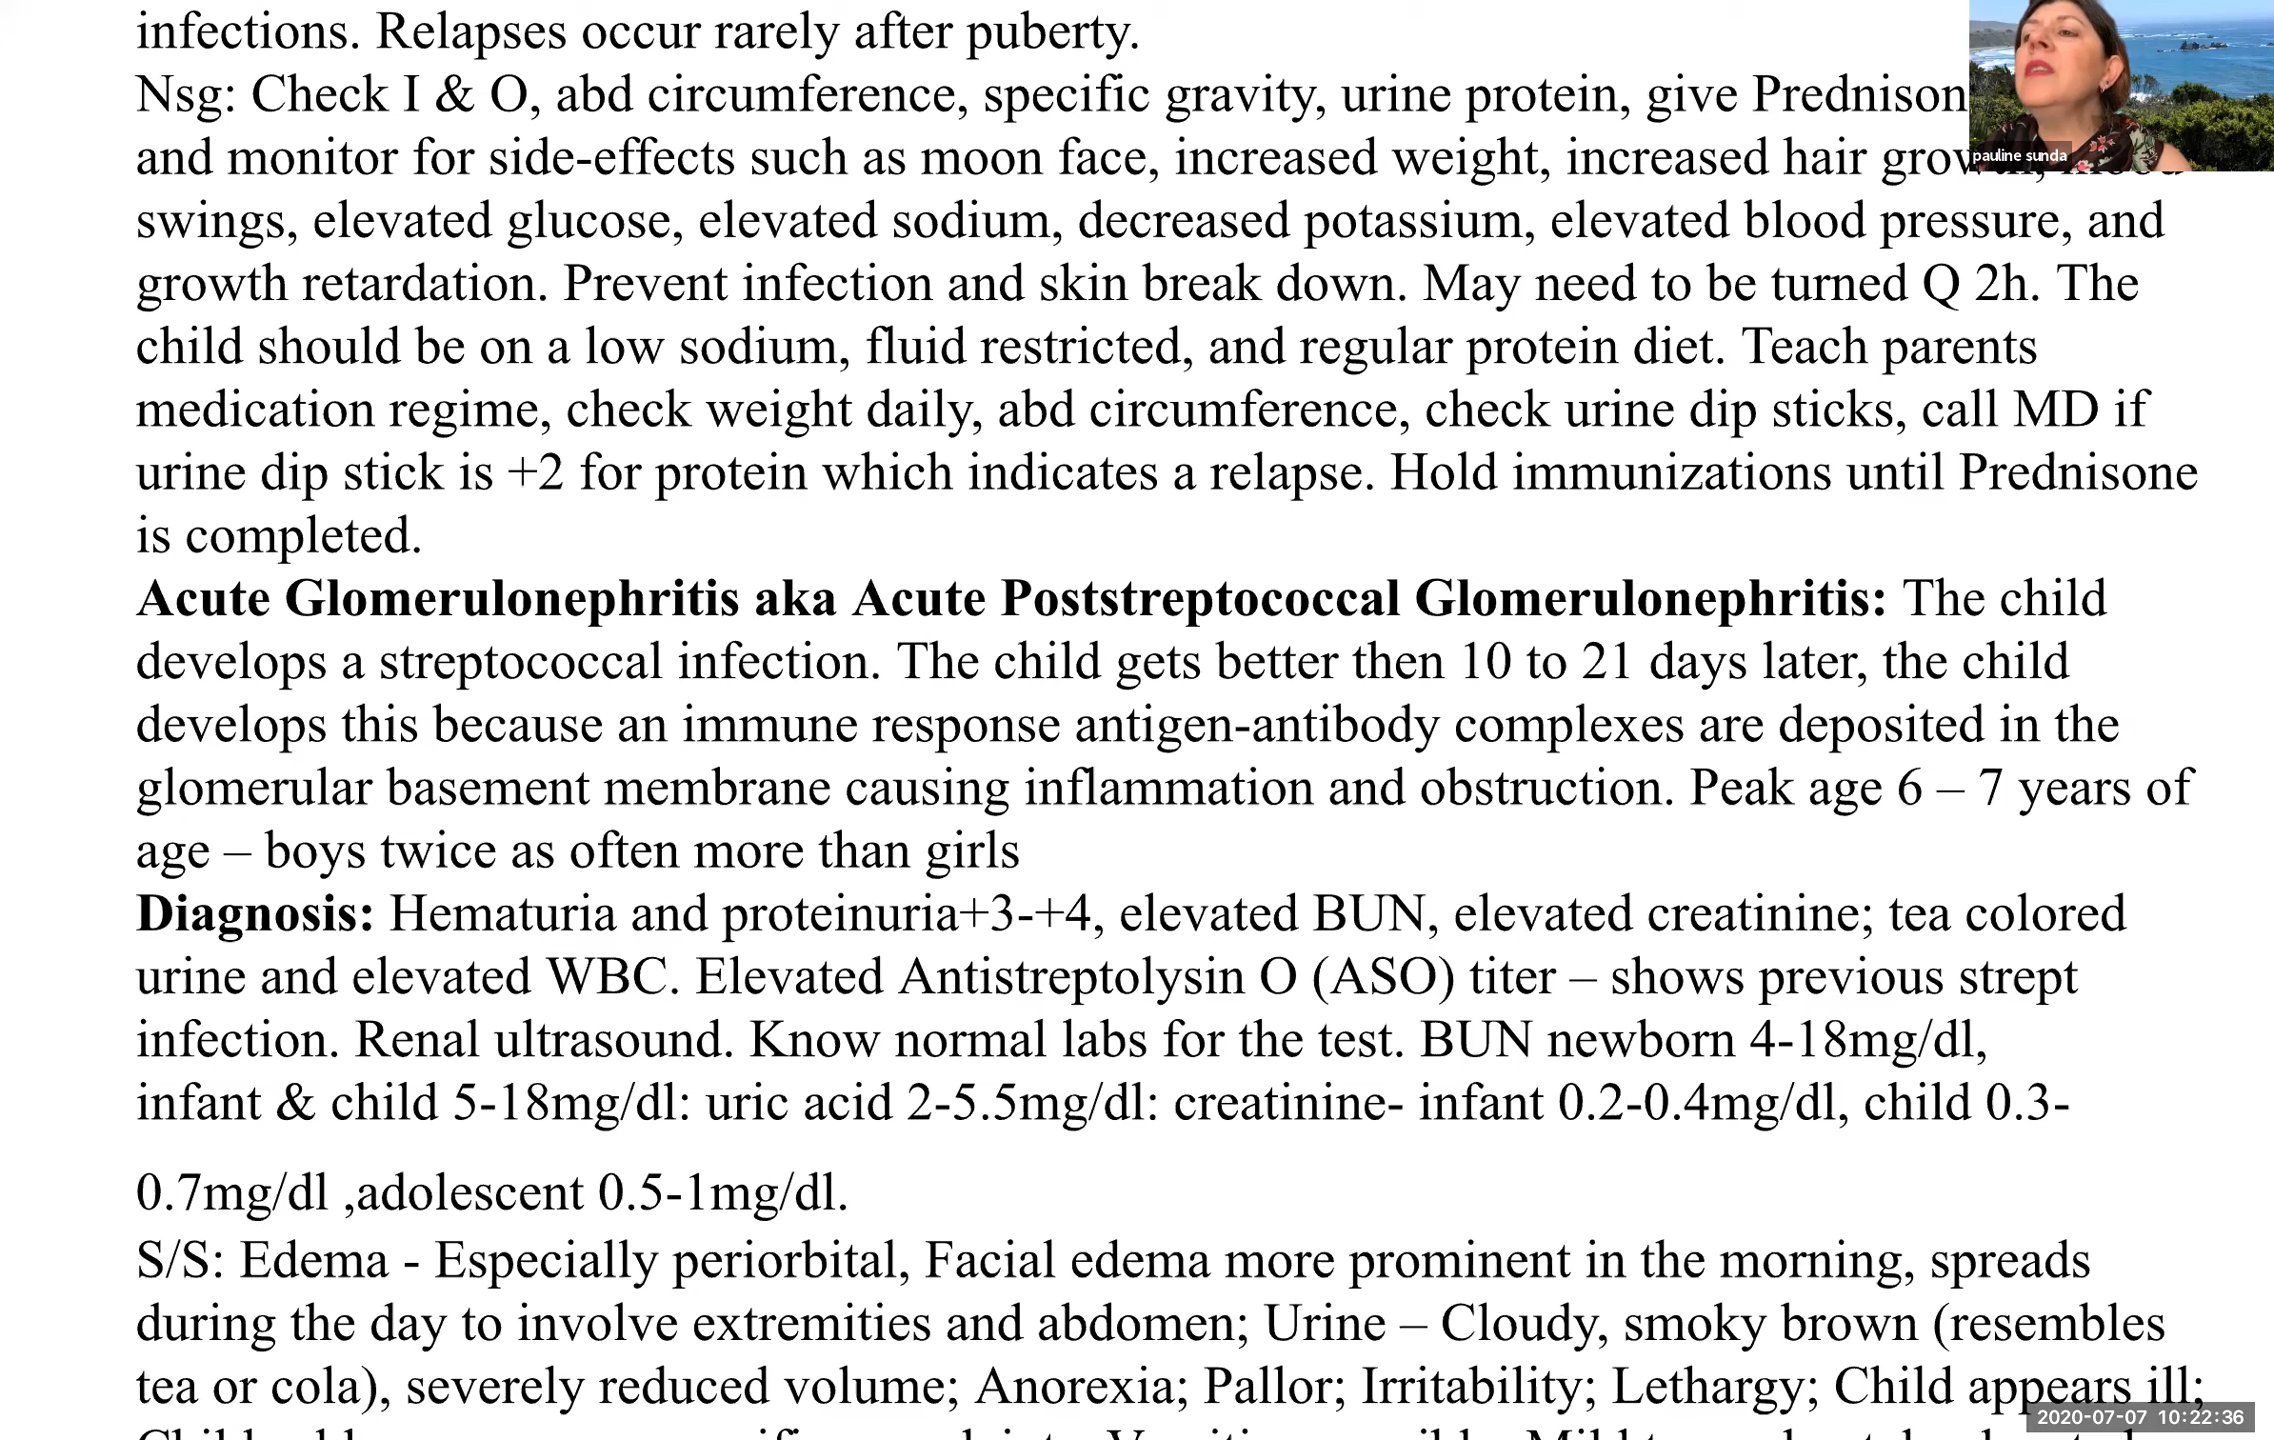 infections. Relapses occur rarely after puberty.
Nsg: Check I & O, abd circumference, specific gravity, urine protein, give Prednison
and monitor for side-effects such as moon face, increased weight, increased hair
pauline sunda
swings, elevated glucose, elevated sodium, decreased potassium, elevated blood pressure, and
growth retardation. Prevent infection and skin break down. May need to be turned Q 2h. The
child should be on a low sodium, fluid restricted, and regular protein diet. Teach parents
medication regime, check weight daily, abd circumference, check urine dip sticks, call MD if
urine dip stick is +2 for protein which indicates a relapse. Hold immunizations until Prednisone
is completed.
Acute Glomerulonephritis aka Acute Poststreptococcal Glomerulonephritis: The child
develops a streptococcal infection. The child gets better then 10 to 21 days later, the child
develops this because an immune response antigen-antibody complexes are deposited in the
glomerular basement membrane causing inflammation and obstruction. Peak age 6 – 7 years of
age – boys twice as often more than girls
Diagnosis: Hematuria and proteinuria+3-+4, elevated BUN, elevated creatinine; tea colored
urine and elevated WBC. Elevated Antistreptolysin O (ASO) titer – shows previous strept
infection. Renal ultrasound. Know normal labs for the test. BUN newborn 4-18mg/dl,
infant & child 5-18mg/dl: uric acid 2-5.5mg/dl: creatinine- infant 0.2-0.4mg/dl, child 0.3-
0.7mg/dl ,adolescent 0.5-1mg/dl.
S/S: Edema - Especially periorbital, Facial edema more prominent in the morning, spreads
during the day to involve extremities and abdomen; Urine – Cloudy, smoky brown (resembles
tea or cola), severely reduced volume; Anorexia; Pallor; Irritability; Lethargy; Child appears ill;
2020-07-07 10:22:36